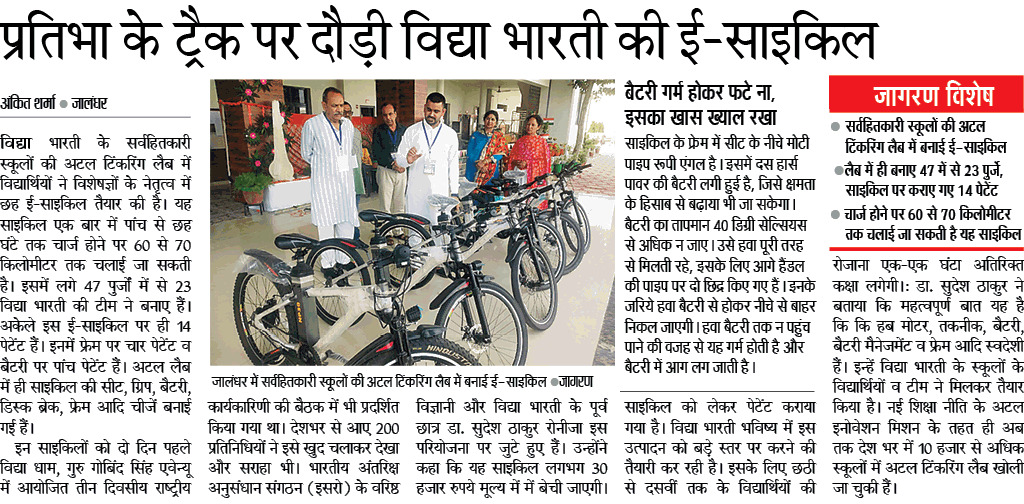 प्रतिभा के ट्रैक पर दौड़ी विद्या भारती की ई-साइकिल
अंकित शर्मा ● जालंधर
विद्या भारती के सर्वहितकारी
स्कूलों की अटल टिंकरिंग लैब में
विद्यार्थियों ने विशेषज्ञों के नेतृत्व में
छह ई-साइकिल तैयार की है। यह
साइकिल एक बार में पांच से छह
घंटे तक चार्ज होने पर 60 से 70
किलोमीटर तक चलाई जा सकती
है। इसमें लगे 47 पुर्जों में से 23
विद्या भारती की टीम ने बनाए हैं।
अकेले इस ई-साइकिल पर ही 14
पेटेंट हैं। इनमें फ्रेम पर चार पेटेंट व
बैटरी पर पांच पेटेंट हैं। अटल लैब
में ही साइकिल की सीट, ग्रिप, बैटरी,
डिस्क ब्रेक, फ्रेम आदि चीजें बनाई
गई हैं।
इन साइकिलों को दो दिन पहले
विद्या धाम, गुरु गोबिंद सिंह एवेन्यू
में आयोजित तीन दिवसीय राष्ट्रीय
जालंधर में सर्वहितकारी स्कूलों की अटल टिंकरिंग लैब में बनाई ई-साइकिल ● जागरण
कार्यकारिणी की बैठक में भी प्रदर्शित
किया गया था। देशभर से आए 200
प्रतिनिधियों ने इसे खुद चलाकर देखा
और सराहा भी। भारतीय अंतरिक्ष
अनुसंधान संगठन (इसरो) के वरिष्ठ
विज्ञानी और विद्या भारती के पूर्व
छात्र डा. सुदेश ठाकुर रोनीजा इस
परियोजना पर जुटे हुए हैं। उन्होंने
कहा कि यह साइकिल लगभग 30
हजार रुपये मूल्य में में बेची जाएगी।
बैटरी गर्म होकर फटे ना,
इसका खास ख्याल रखा
साइकिल के फ्रेम में सीट के नीचे मोटी
पाइप रूपी एंगल है। इसमें दस हार्स
पावर की बैटरी लगी हुई है, जिसे क्षमता
के हिसाब से बढ़ाया भी जा सकेगा।
बैटरी का तापमान 40 डिग्री सेल्सियस
से अधिक न जाए। उसे हवा पूरी तरह
से मिलती रहे, इसके लिए आगे हैंडल
की पाइप पर दो छिद्र किए गए हैं। इनके
जरिये हवा बैटरी से होकर नीचे से बाहर
निकल जाएगी। हवा बैटरी तक न पहुंच
पाने की वजह से यह गर्म होती है और
बैटरी में आग लग जाती है।
साइकिल को लेकर पेटेंट कराया
गया है। विद्या भारती भविष्य में इस
उत्पादन को बड़े स्तर पर करने की
तैयारी कर रही है। इसके लिए छठी
से दसवीं तक के विद्यार्थियों की
जागरण विशेष
● सर्वहितकारी स्कूलों की अटल
टिंकरिंग लैब में बनाई ई-साइकिल
● लैब में ही बनाए 47 में से 23 पुर्जे,
साइकिल पर कराए गए 14 पेटेंट
● चार्ज होने पर 60 से 70 किलोमीटर
तक चलाई जा सकती है यह साइकिल
रोजाना एक-एक घंटा अतिरिक्त
कक्षा लगेगी।: डा. सुदेश ठाकुर ने
बताया कि महत्वपूर्ण बात यह है
कि कि हब मोटर, तकनीक, बैटरी,
बैटरी मैनेजमेंट व फ्रेम आदि स्वदेशी
हैं। इन्हें विद्या भारती के स्कूलों के
विद्यार्थियों व टीम ने मिलकर तैयार
किया है। नई शिक्षा नीति के अटल
इनोवेशन मिशन के तहत ही अब
तक देश भर में 10 हजार से अधिक
स्कूलों में अटल टिंकरिंग लैब खोली
जा चुकी हैं।